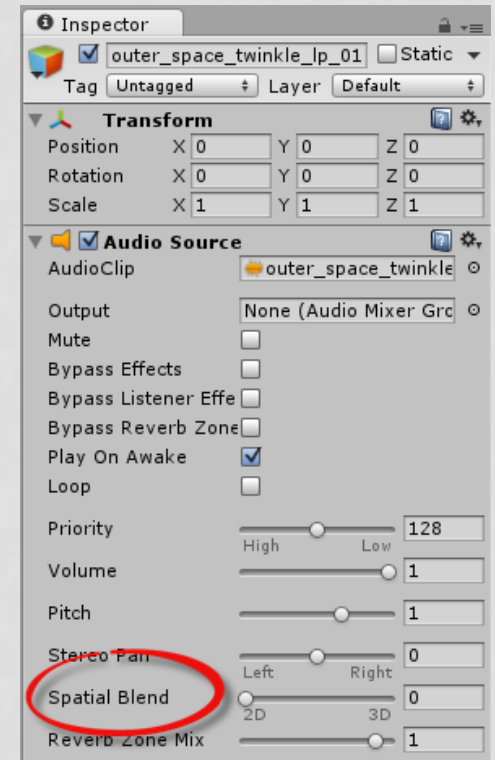 Inspector
outer_space_twinkle_lp_01 Static
Tag Untagged Layer Default
Transform
Position X 0 Y 0 Z 0
Rotation X 0 Y 0 Z 0
Scale X 1 Y 1 Z 1
Audio Source
AudioClip outer_space_twinkle
Output None (Audio Mixer Grc
Mute
Bypass Effects
Bypass Listener Effe
Bypass Reverb Zone
Play On Awake
Loop
Priority 128
High Low
Volume 1
Pitch 1
Stereo Pan 0
Left Right
Spatial Blend 0
2D 3D
Reverb Zone Mix 1